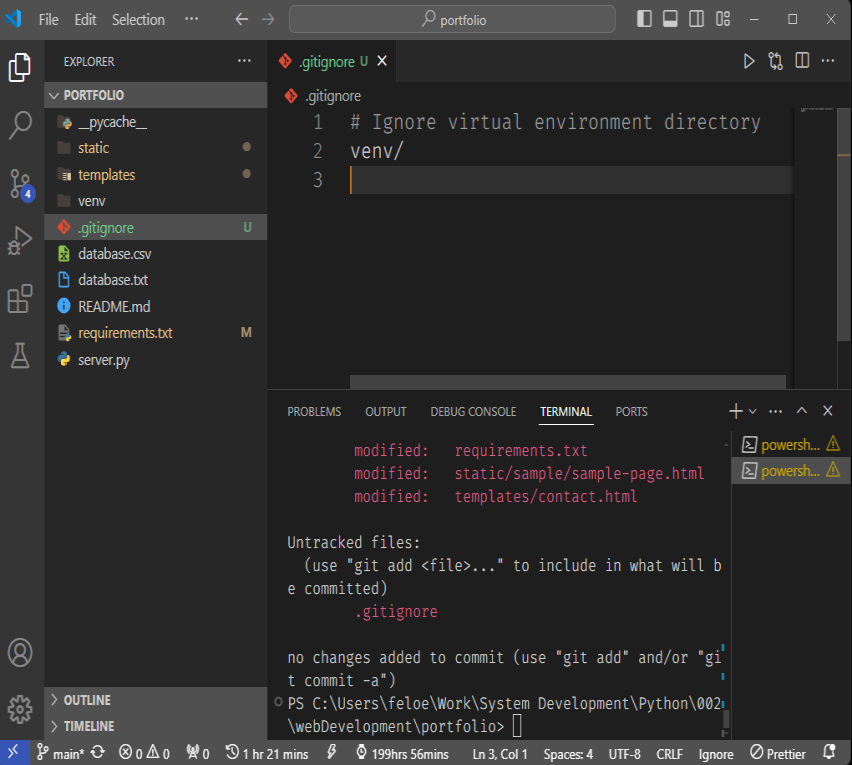 File Edit Selection ···
portfolio
EXPLORER ···
PORTFOLIO
__pycache__
static
templates
venv
.gitignore U
database.csv
database.txt
README.md
requirements.txt M
server.py
4
OUTLINE
TIMELINE
.gitignore U
.gitignore
1 # Ignore virtual environment directory
2 venv/
3
PROBLEMS OUTPUT DEBUG CONSOLE TERMINAL PORTS
modified: requirements.txt
modified: static/sample/sample-page.html
modified: templates/contact.html
Untracked files:
(use "git add <file>..." to include in what will b
e committed)
.gitignore
no changes added to commit (use "git add" and/or "gi
t commit -a")
PS C:\Users\feloe\Work\System Development\Python\002
\webDevelopment\portfolio>
powersh...
powersh...
main* 0 0 0 1 hr 21 mins 199hrs 56mins Ln 3, Col 1 Spaces: 4 UTF-8 CRLF Ignore Prettier